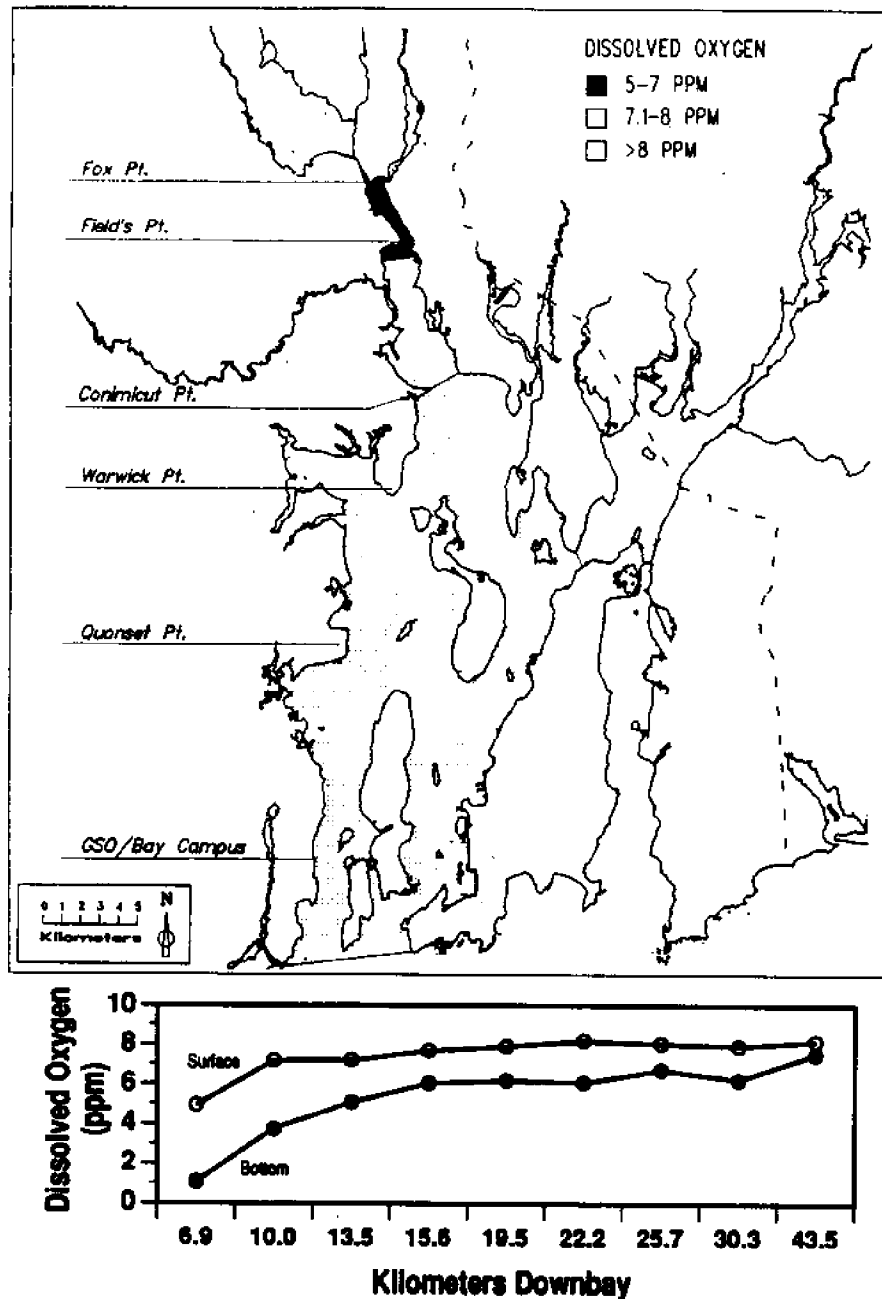 DISSOLVED OXYGEN
5-7 PPM
7.1-8 PPM
>8 PPM
Fox Pt.
Field's Pt.
Conimicut Pt.
Warwick Pt.
Quonset Pt.
GSO/Bay Campus
0 1 2 3 4 5
Kilometers
N
Dissolved Oxygen
(ppm)
10
8
6
4
2
0
Surface
Bottom
6.9 10.0 13.5 15.6 19.5 22.2 25.7 30.3 43.5
Kilometers Downbay